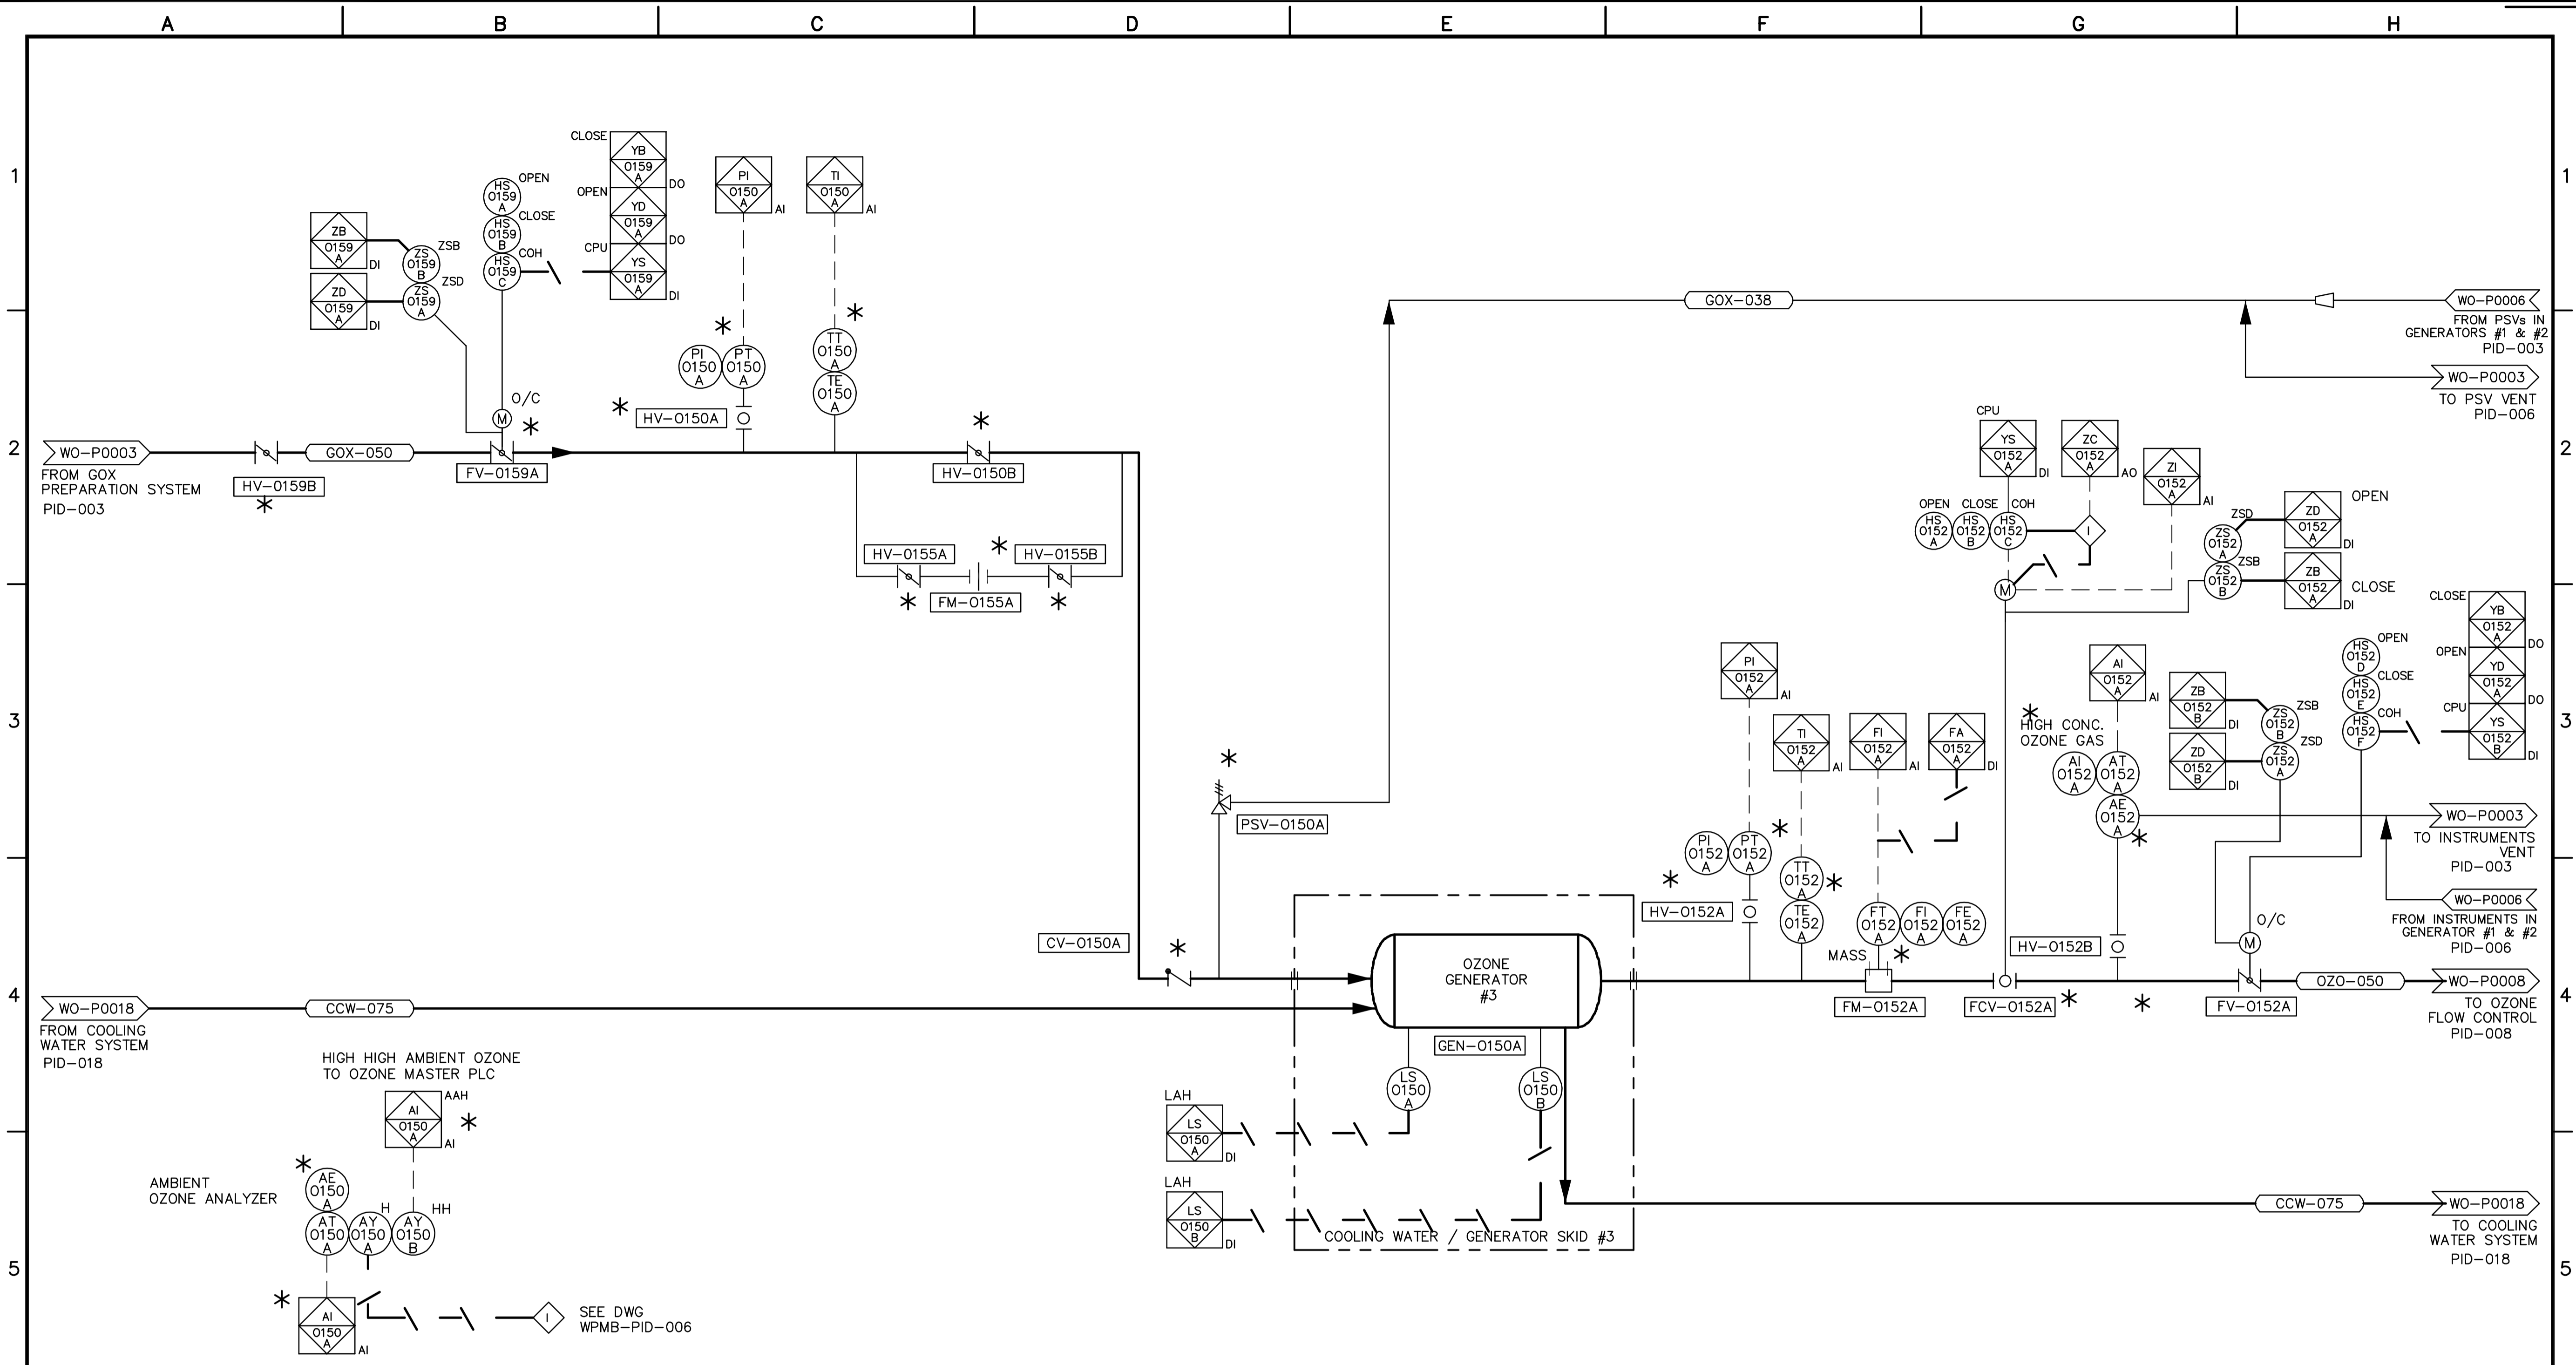 A B C D E F G H
1
CLOSE
YB
0159
A
DO
OPEN
YD
0159
A
DO
CPU
YS
0159
A
DI
HS
0159
A
OPEN
HS
0159
B
CLOSE
HS
0159
C
COH
ZB
0159
A
DI
ZD
0159
A
DI
ZS
0159
B
ZSB
ZS
0159
A
ZSD
PI
0150
A
AI
TI
0150
A
AI
1
GOX-038
WO-P0006
FROM PSVs IN
GENERATORS #1 & #2
PID-003
WO-P0003
TO PSV VENT
PID-006
PI
0150
A
PT
0150
A
TT
0150
A
TE
0150
A
* HV-0150A
M
O/C
2
WO-P0003
FROM GOX
PREPARATION SYSTEM
PID-003
HV-0159B
*
GOX-050
FV-0159A
HV-0150B
HV-0155A
HV-0155B
FM-0155A
CPU
YS
0152
A
DI
ZC
0152
A
AO
ZI
0152
A
AI
OPEN CLOSE COH
HS
0152
A
HS
0152
B
HS
0152
C
I
M
ZSD
ZS
0152
A
ZSB
ZS
0152
B
ZD
0152
A
DI
OPEN
ZB
0152
A
DI
CLOSE
2
3
PSV-0150A
PI
0152
A
AI
TI
0152
A
AI
FI
0152
A
AI
FA
0152
A
DI
*
HIGH CONC.
OZONE GAS
AI
0152
A
AI
AI
0152
A
AT
0152
A
AE
0152
A
ZB
0152
B
DI
ZD
0152
B
DI
ZS
0152
B
ZSB
ZS
0152
A
ZSD
HS
0152
D
OPEN
HS
0152
E
CLOSE
HS
0152
F
COH
CLOSE
YB
0152
A
DO
OPEN
YD
0152
A
DO
CPU
YS
0152
B
DI
3
WO-P0003
TO INSTRUMENTS
VENT
PID-003
WO-P0006
FROM INSTRUMENTS IN
GENERATOR #1 & #2
PID-006
PI
0152
A
PT
0152
A
TT
0152
A
TE
0152
A
HV-0152A
FT
0152
A
FI
0152
A
FE
0152
A
MASS
FM-0152A
FCV-0152A
HV-0152B
O/C
M
FV-0152A
OZO-050
WO-P0008
TO OZONE
FLOW CONTROL
PID-008
4
CV-0150A
OZONE
GENERATOR
#3
GEN-0150A
4
WO-P0018
FROM COOLING
WATER SYSTEM
PID-018
CCW-075
LS
0150
A
LS
0150
B
LAH
LS
0150
A
DI
LAH
LS
0150
B
DI
COOLING WATER / GENERATOR SKID #3
CCW-075
WO-P0018
TO COOLING
WATER SYSTEM
PID-018
HIGH HIGH AMBIENT OZONE
TO OZONE MASTER PLC
AI
0150
A
AAH
AI
*
AMBIENT
OZONE ANALYZER
AE
0150
A
AT
0150
A
AY
0150
A
H
AY
0150
B
HH
5
AI
0150
A
AI
I
SEE DWG
WPMB-PID-006
5